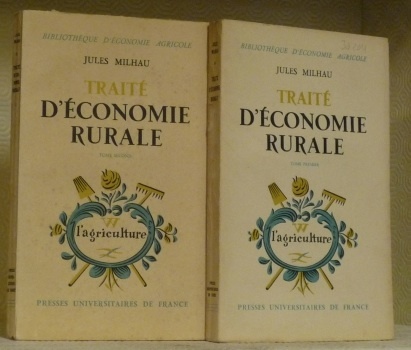 BIBLIOTHÈQUE D'ÉCONOMIE AGRICOLE
JULES MILHAU
TRAITÉ
D'ÉCONOMIE
RURALE
l'agriculture
PRESSES UNIVERSITAIRES DE FRANCE
BIBLIOTHÈQUE D'ÉCONOMIE AGRICOLE
JULES MILHAU
TRAITÉ
D'ÉCONOMIE
RURALE
l'agriculture
PRESSES UNIVERSITAIRES DE FRANCE